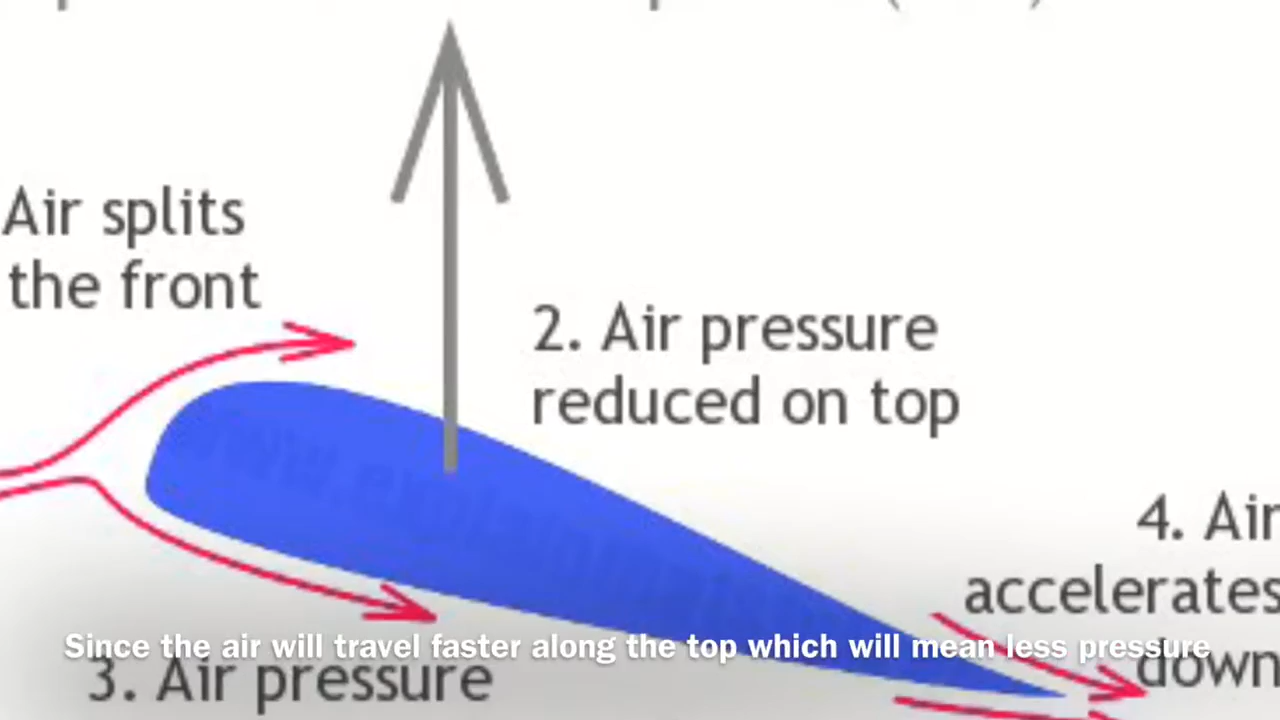 Air splits
the front
2. Air pressure
reduced on top
4. Air
accelerates
down
Since the air will travel faster along the top which will mean less pressure
3. Air pressure